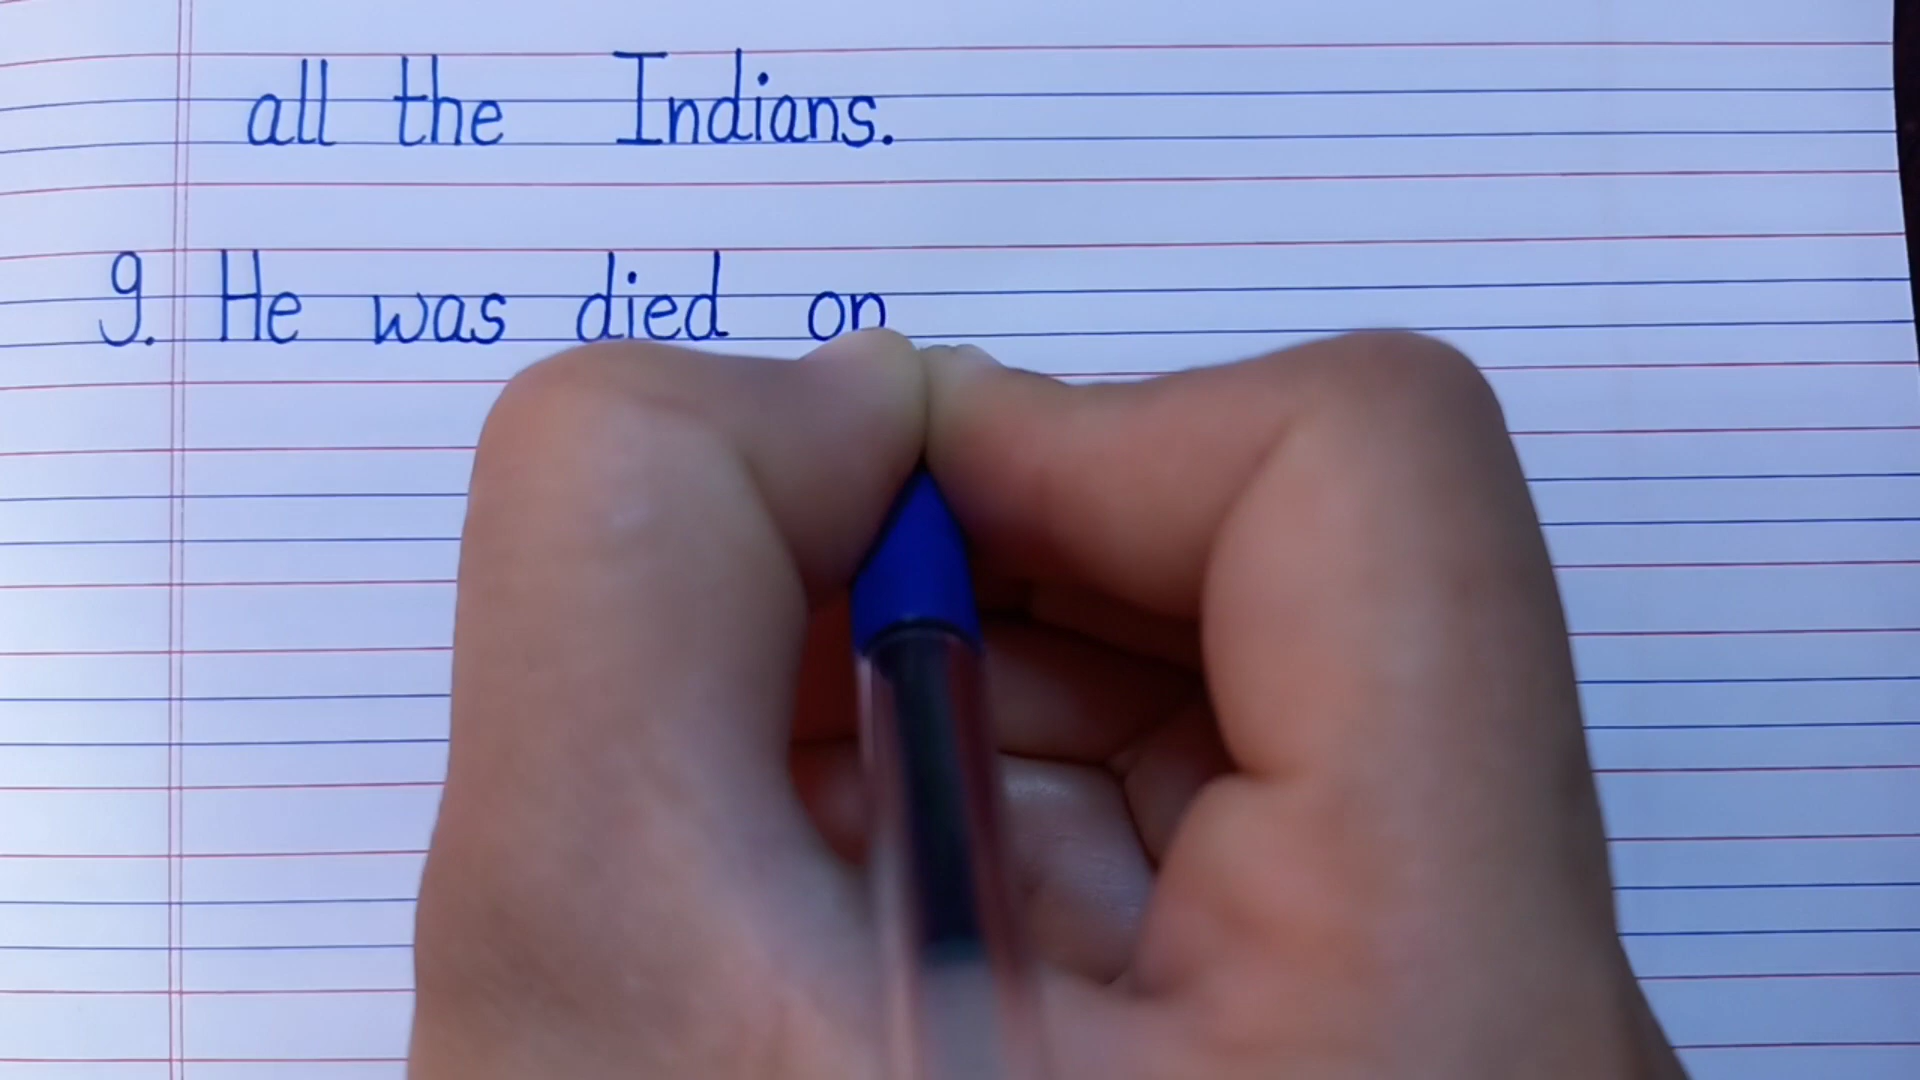 all the Indians.
9. He was died on